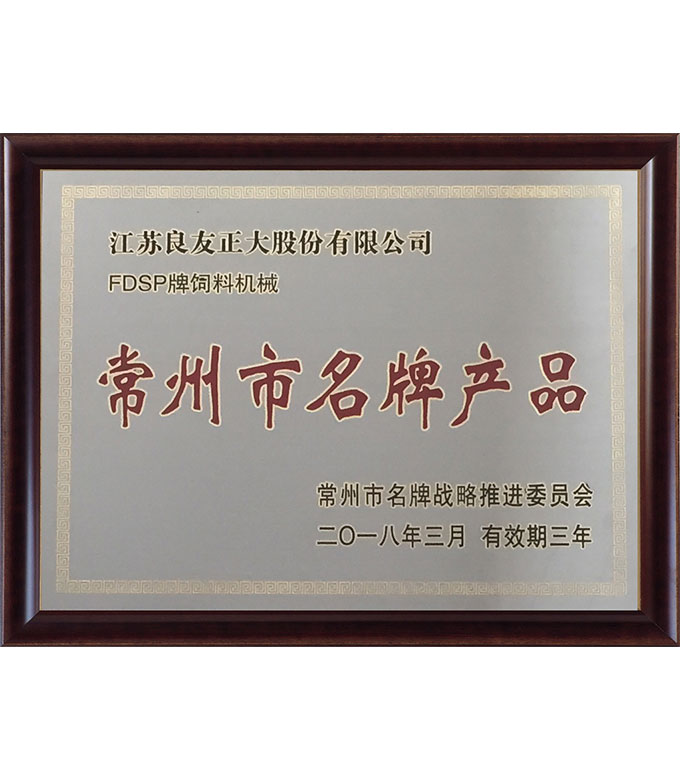 江苏良友正大股份有限公司
FDSP牌饲料机械
常州市名牌产品
常州市名牌战略推进委员会
二〇一八年三月 有效期三年